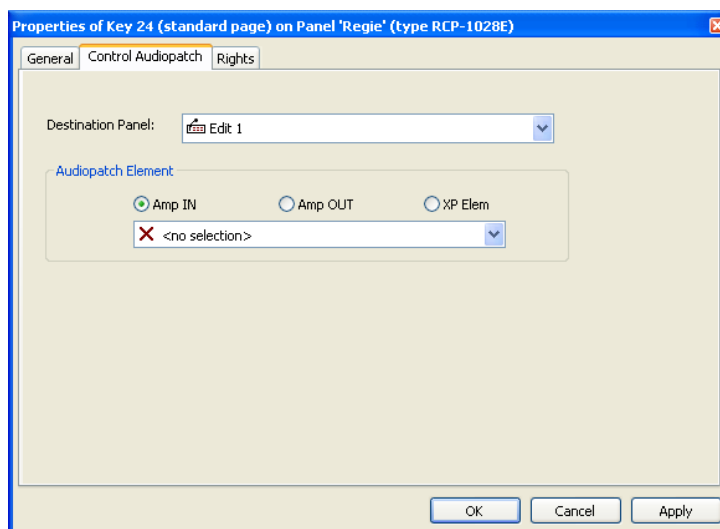 Properties of Key 24 (standard page) on Panel 'Regie' (type RCP-1028E)
General Control Audiopatch Rights
Destination Panel: Edit 1
Audiopatch Element
Amp IN Amp OUT XP Elem
<no selection>
OK Cancel Apply